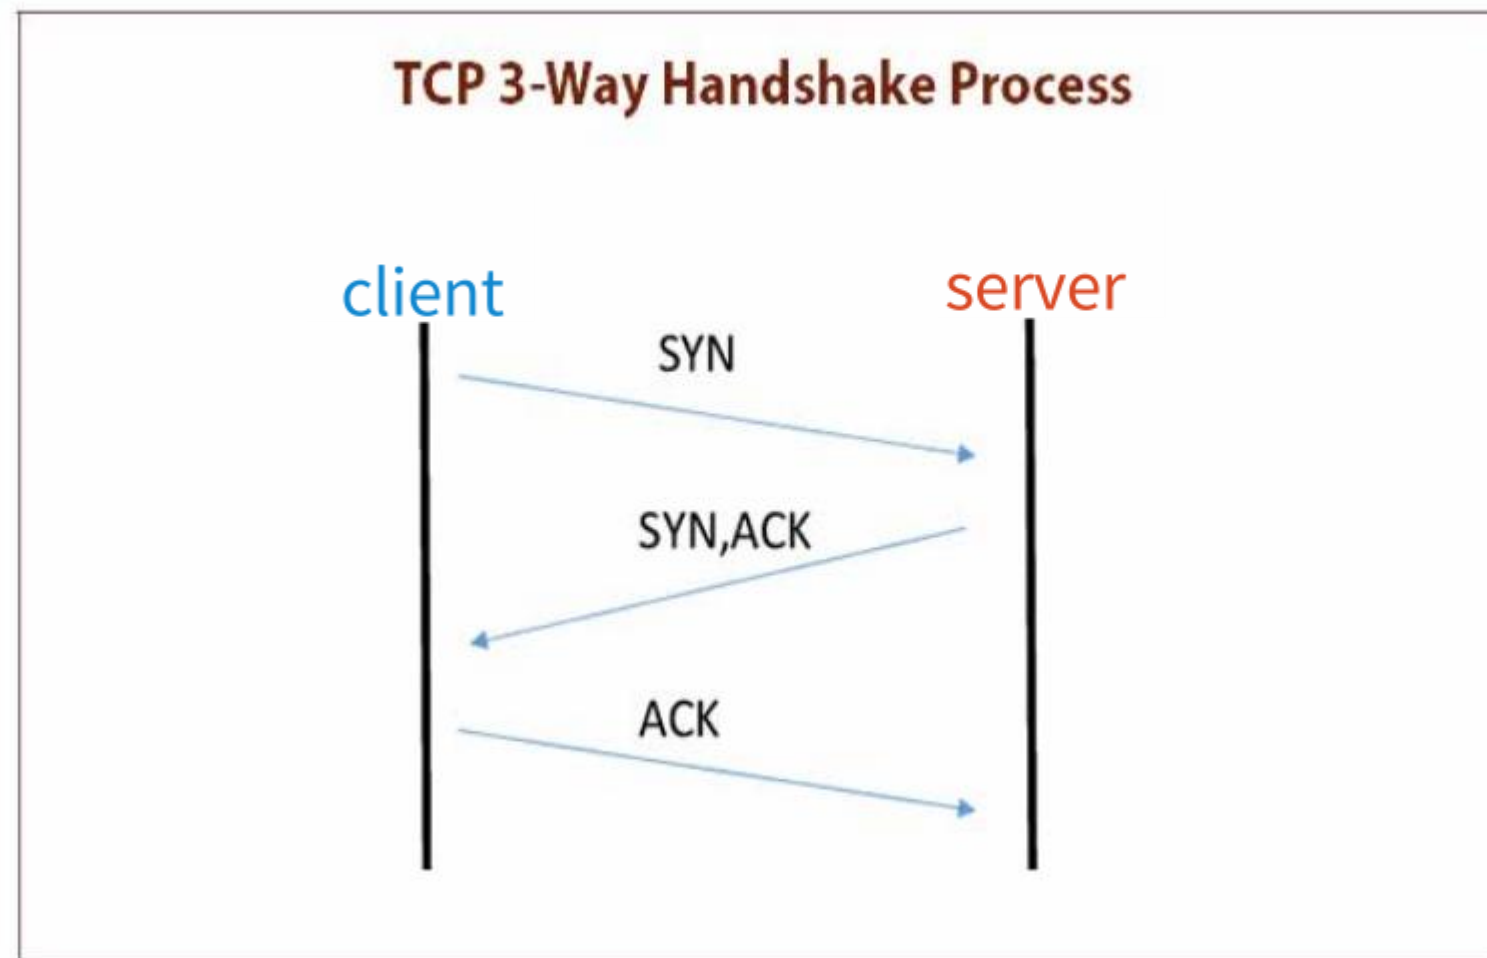 TCP 3-Way Handshake Process
client server
SYN
SYN,ACK
ACK